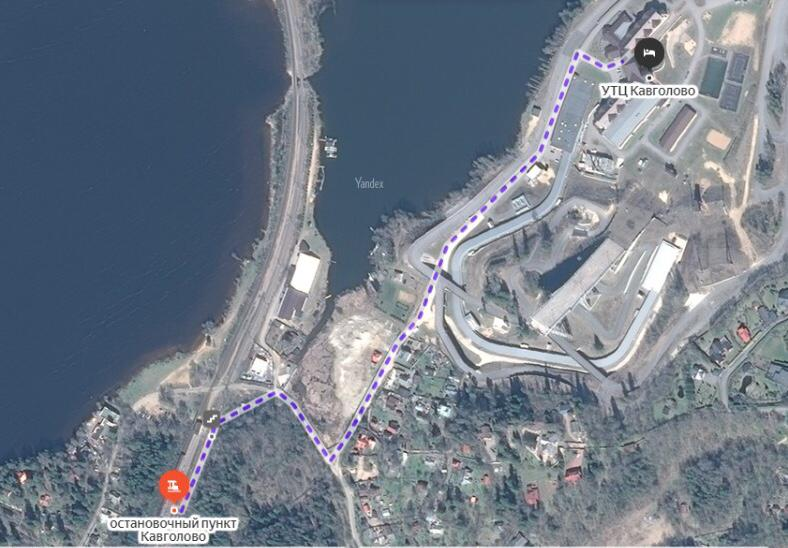 УТЦ Кавголово
Yandex
остановочный пункт
Кавголово